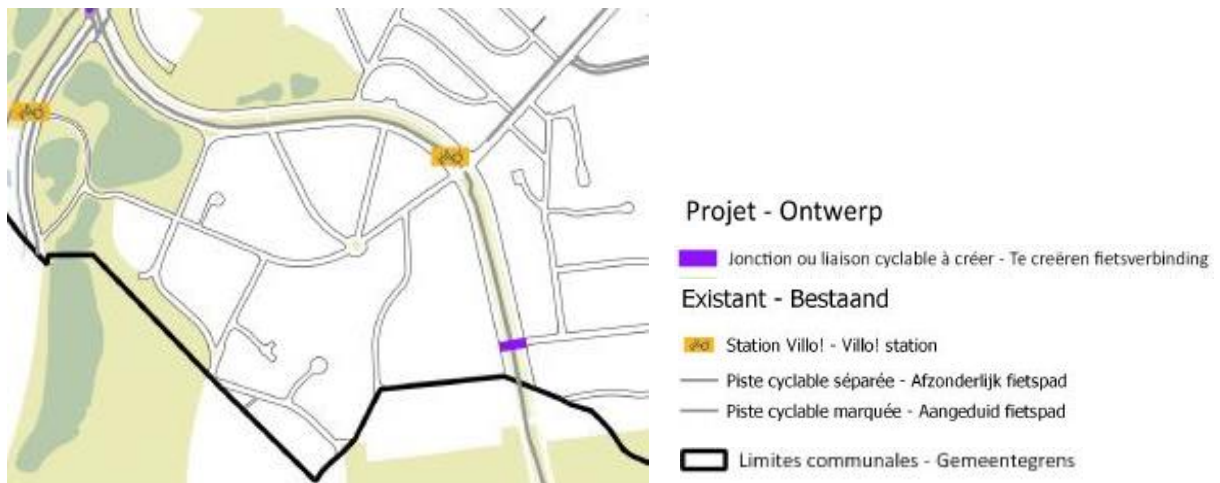 Projet - Ontwerp
Jonction ou liaison cyclable à créer - Te creëren fietsverbinding
Existant - Bestaand
Station Villo! - Villo! station
Piste cyclable séparée - Afzonderlijk fietspad
Piste cyclable marquée - Aangeduid fietspad
Limites communales - Gemeentegrens